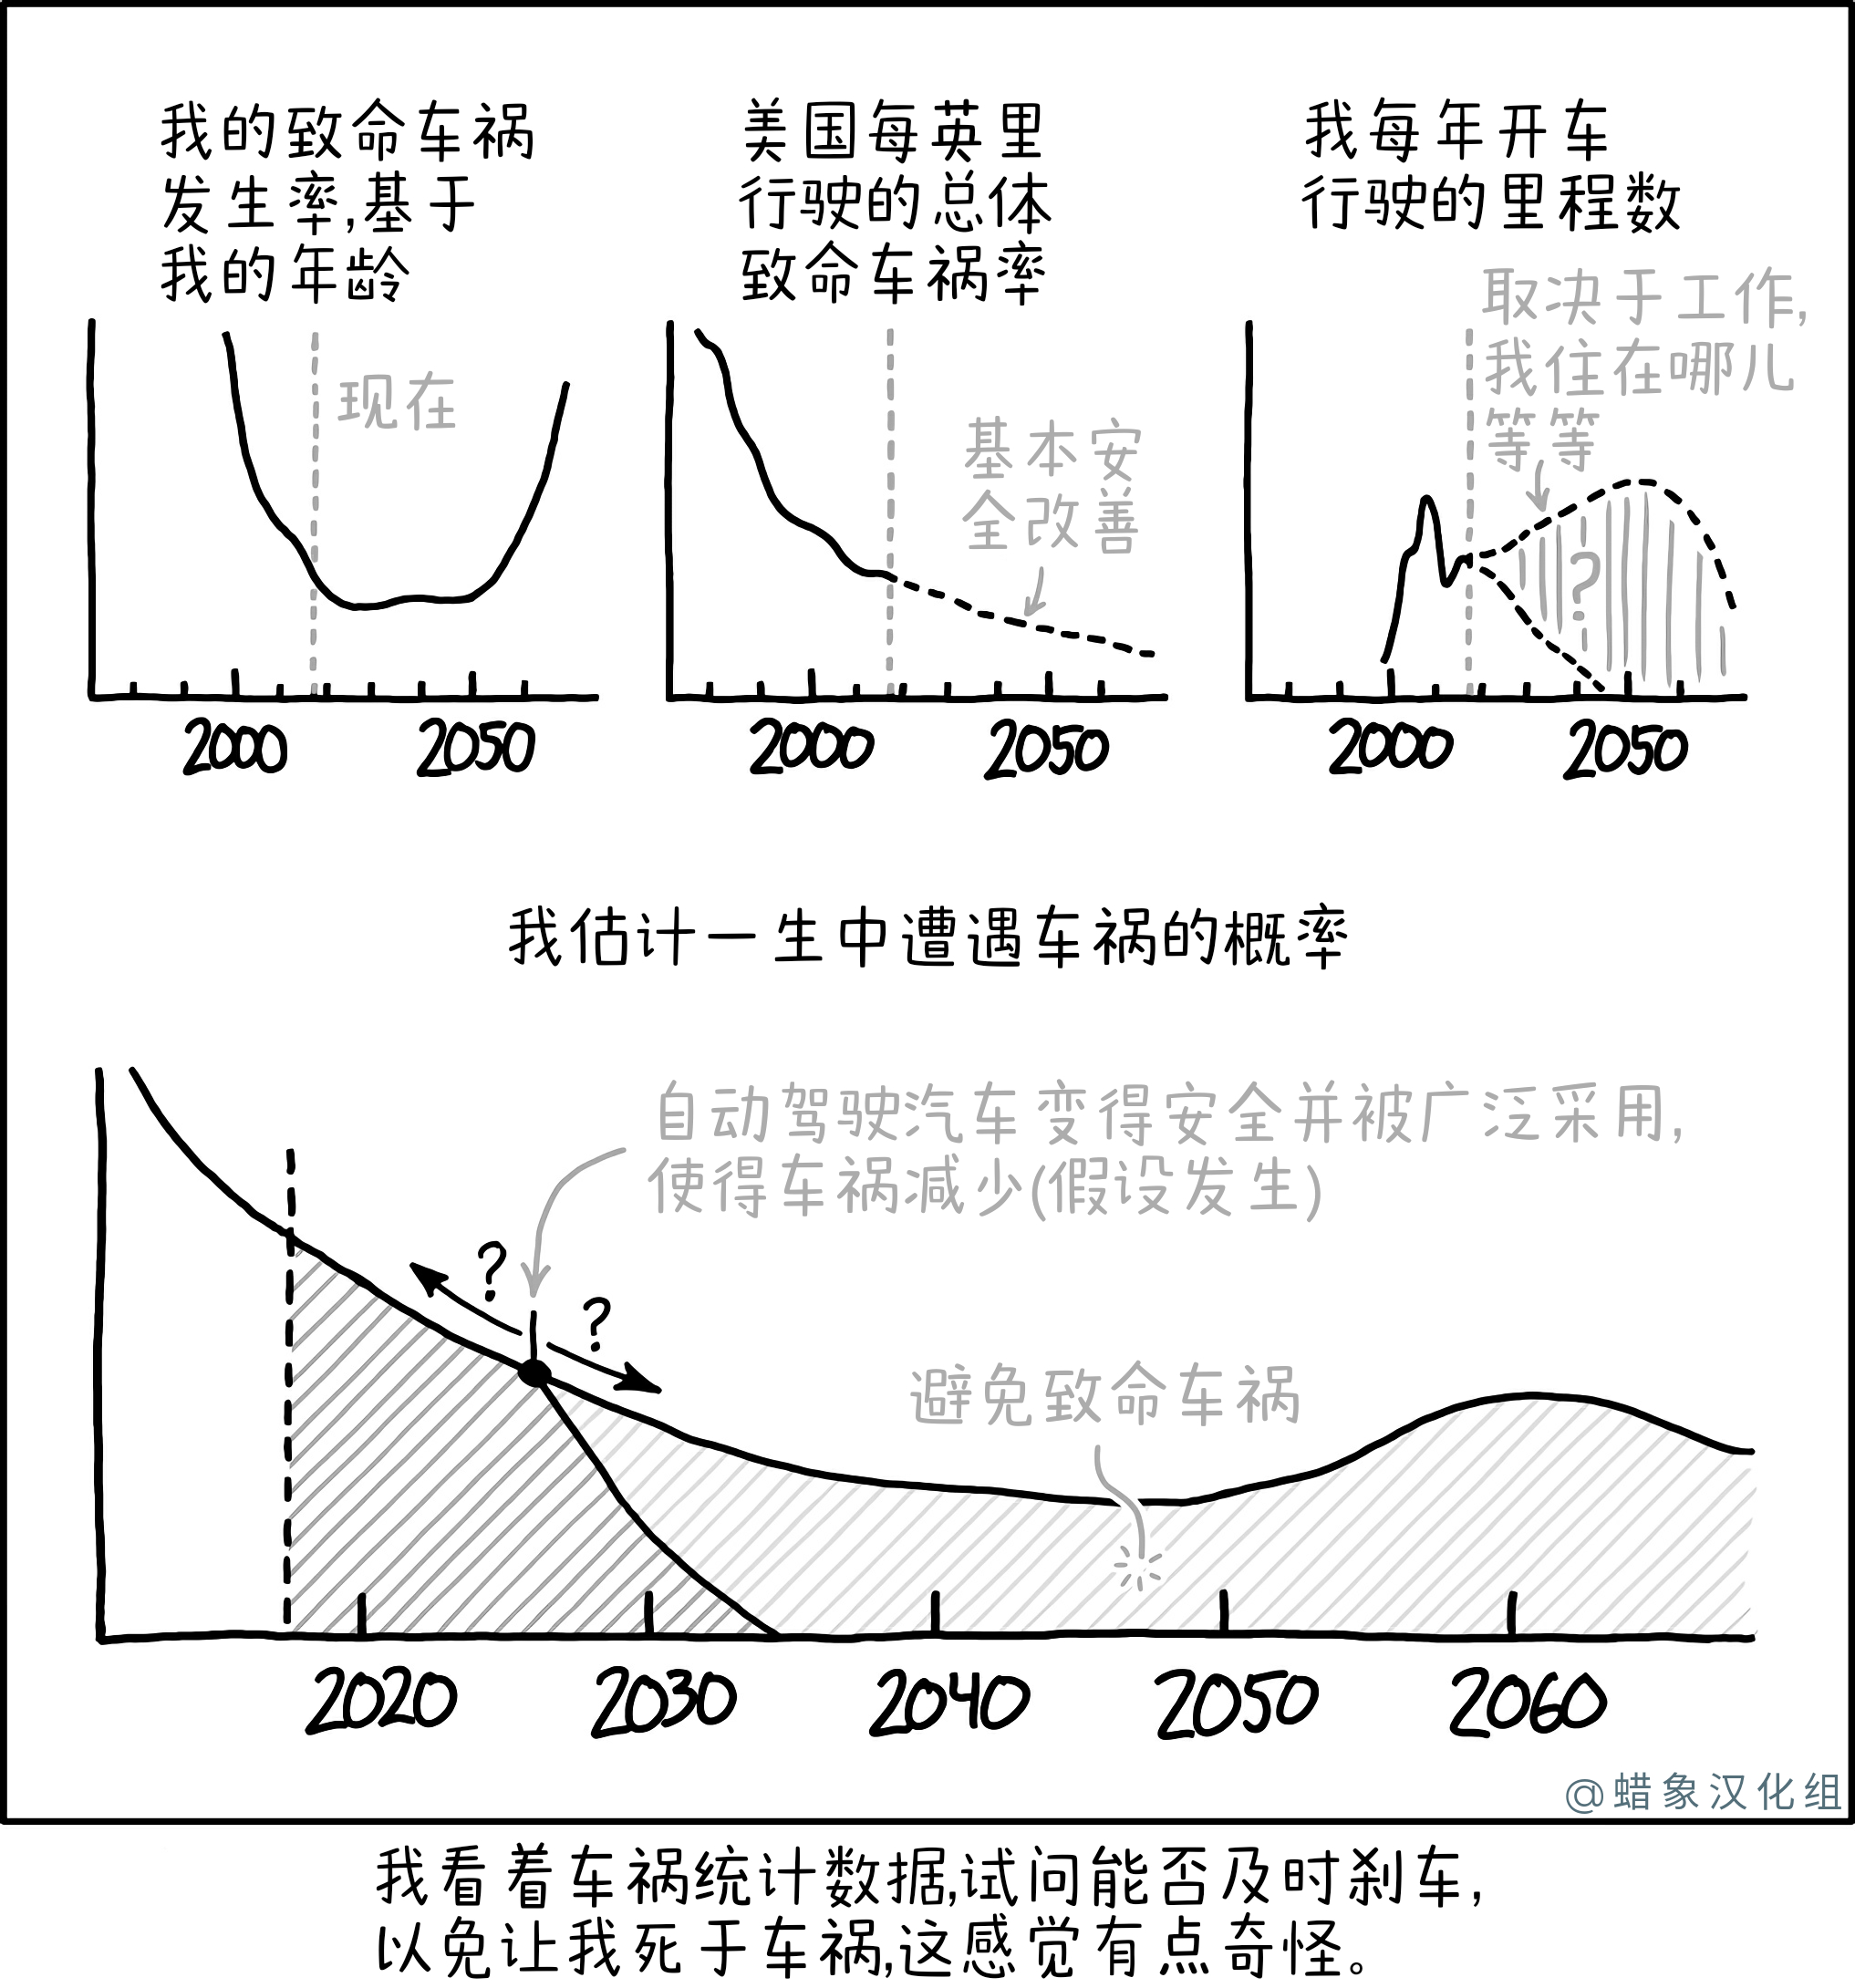 我的致命车祸
发生率,基于
我的年龄
现在
2000
2050
美国每英里
行驶的总体
致命车祸率
基本安
全改善
2000
2050
我每年开车
行驶的里程数
取决于工作,
我住在哪儿
等等
?
2000
2050
我估计一生中遭遇车祸的概率
自动驾驶汽车变得安全并被广泛采用,
使得车祸减少(假设发生)
?
?
避免致命车祸
2020
2030
2040
2050
2060
@蜡象汉化组
我看着车祸统计数据,试问能否及时刹车,
以免让我死于车祸,这感觉有点奇怪。